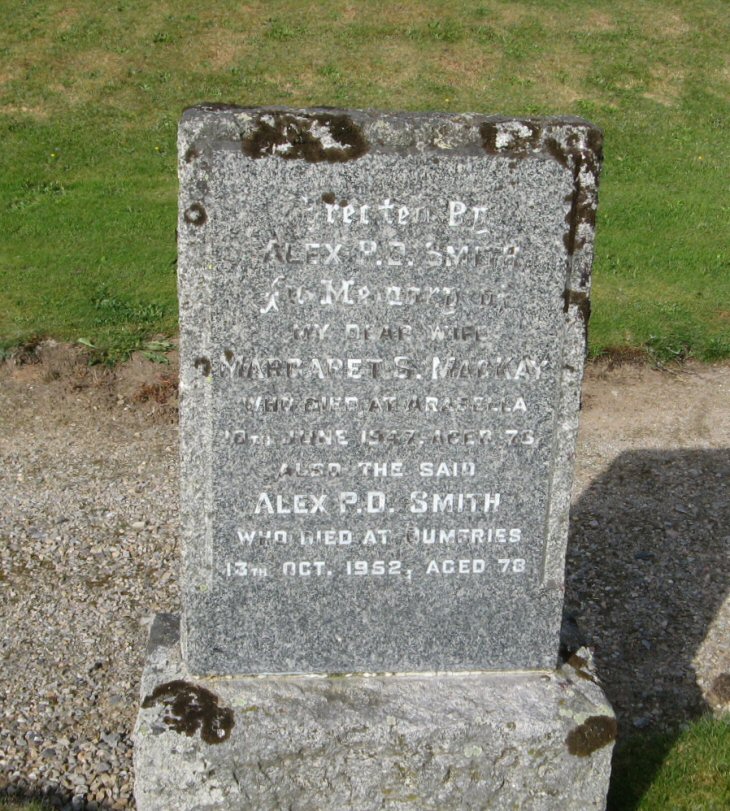 Erected By
ALEX P.D. SMITH
In Memory of
MY DEAR WIFE
MARGARET S. MACKAY
WHO DIED AT ARABELLA
JUNE 1947, AGED 73
ALSO THE SAID
ALEX P.D. SMITH
WHO DIED AT DUMFRIES
13TH OCT. 1952, AGED 78